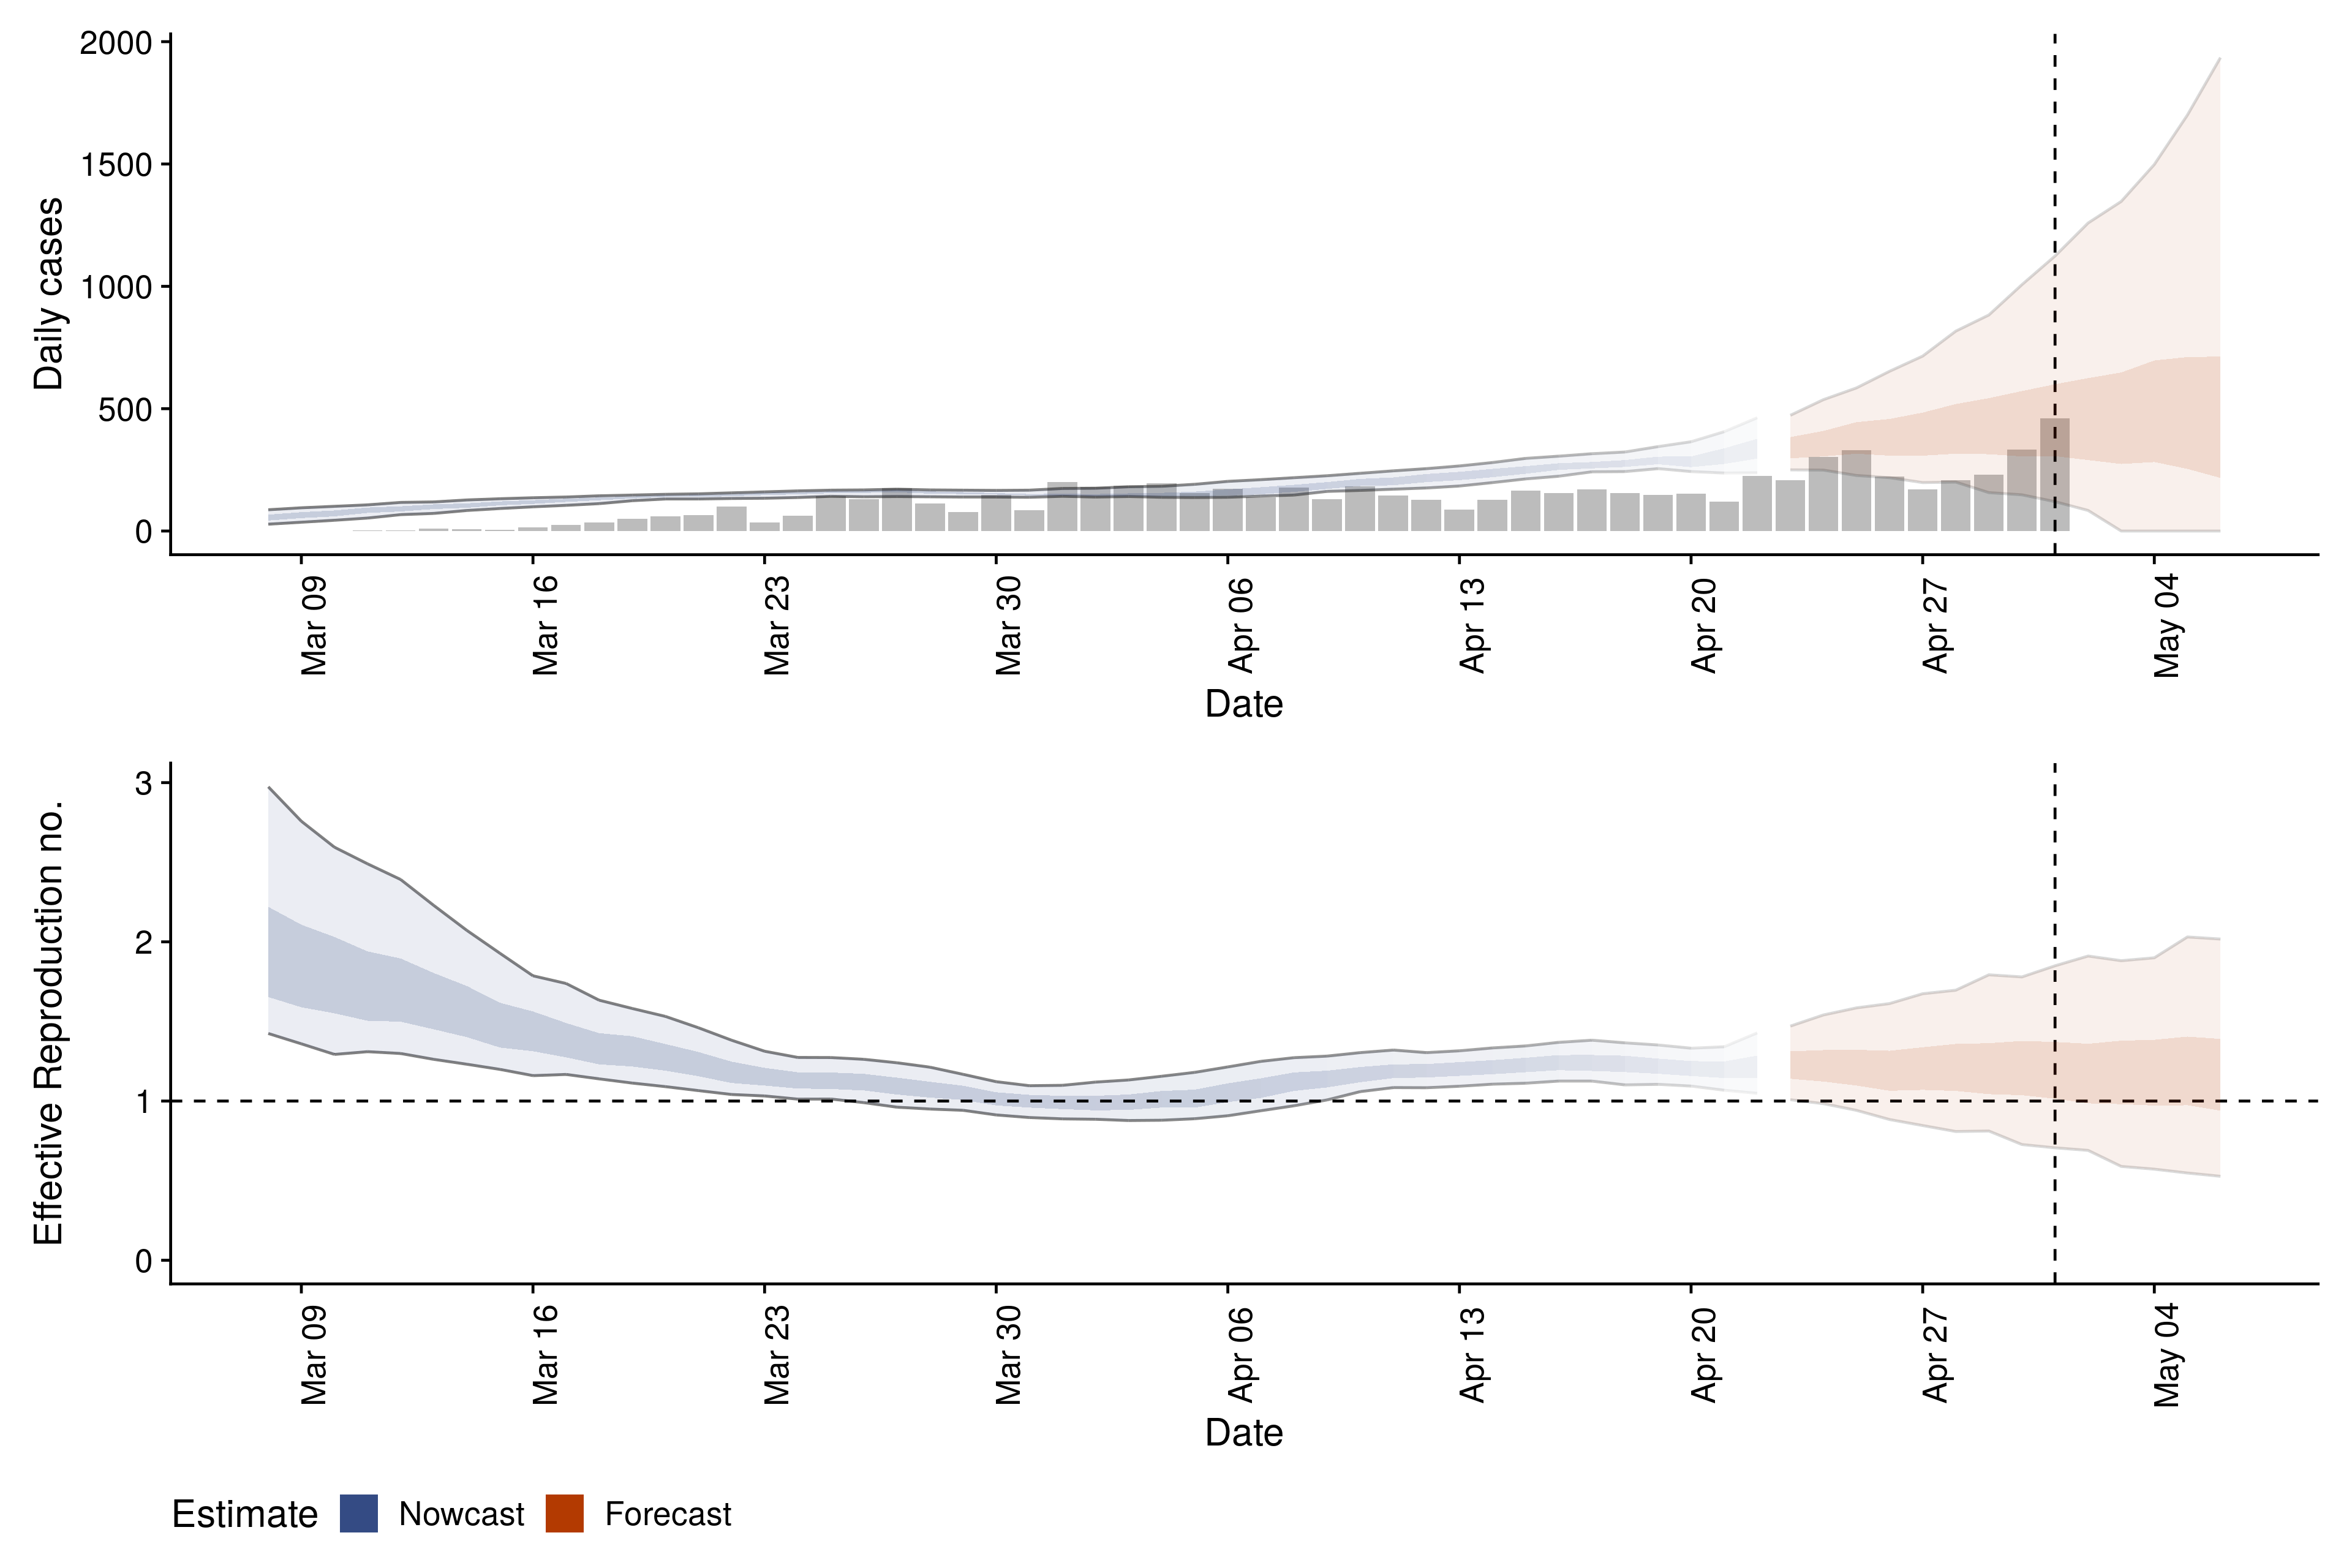 2000
1500
1000
500
0
Daily cases
Mar 09
Mar 16
Mar 23
Mar 30
Apr 06
Apr 13
Apr 20
Apr 27
May 04
Date
3
2
1
0
Effective Reproduction no.
Mar 09
Mar 16
Mar 23
Mar 30
Apr 06
Apr 13
Apr 20
Apr 27
May 04
Date
Estimate Nowcast Forecast